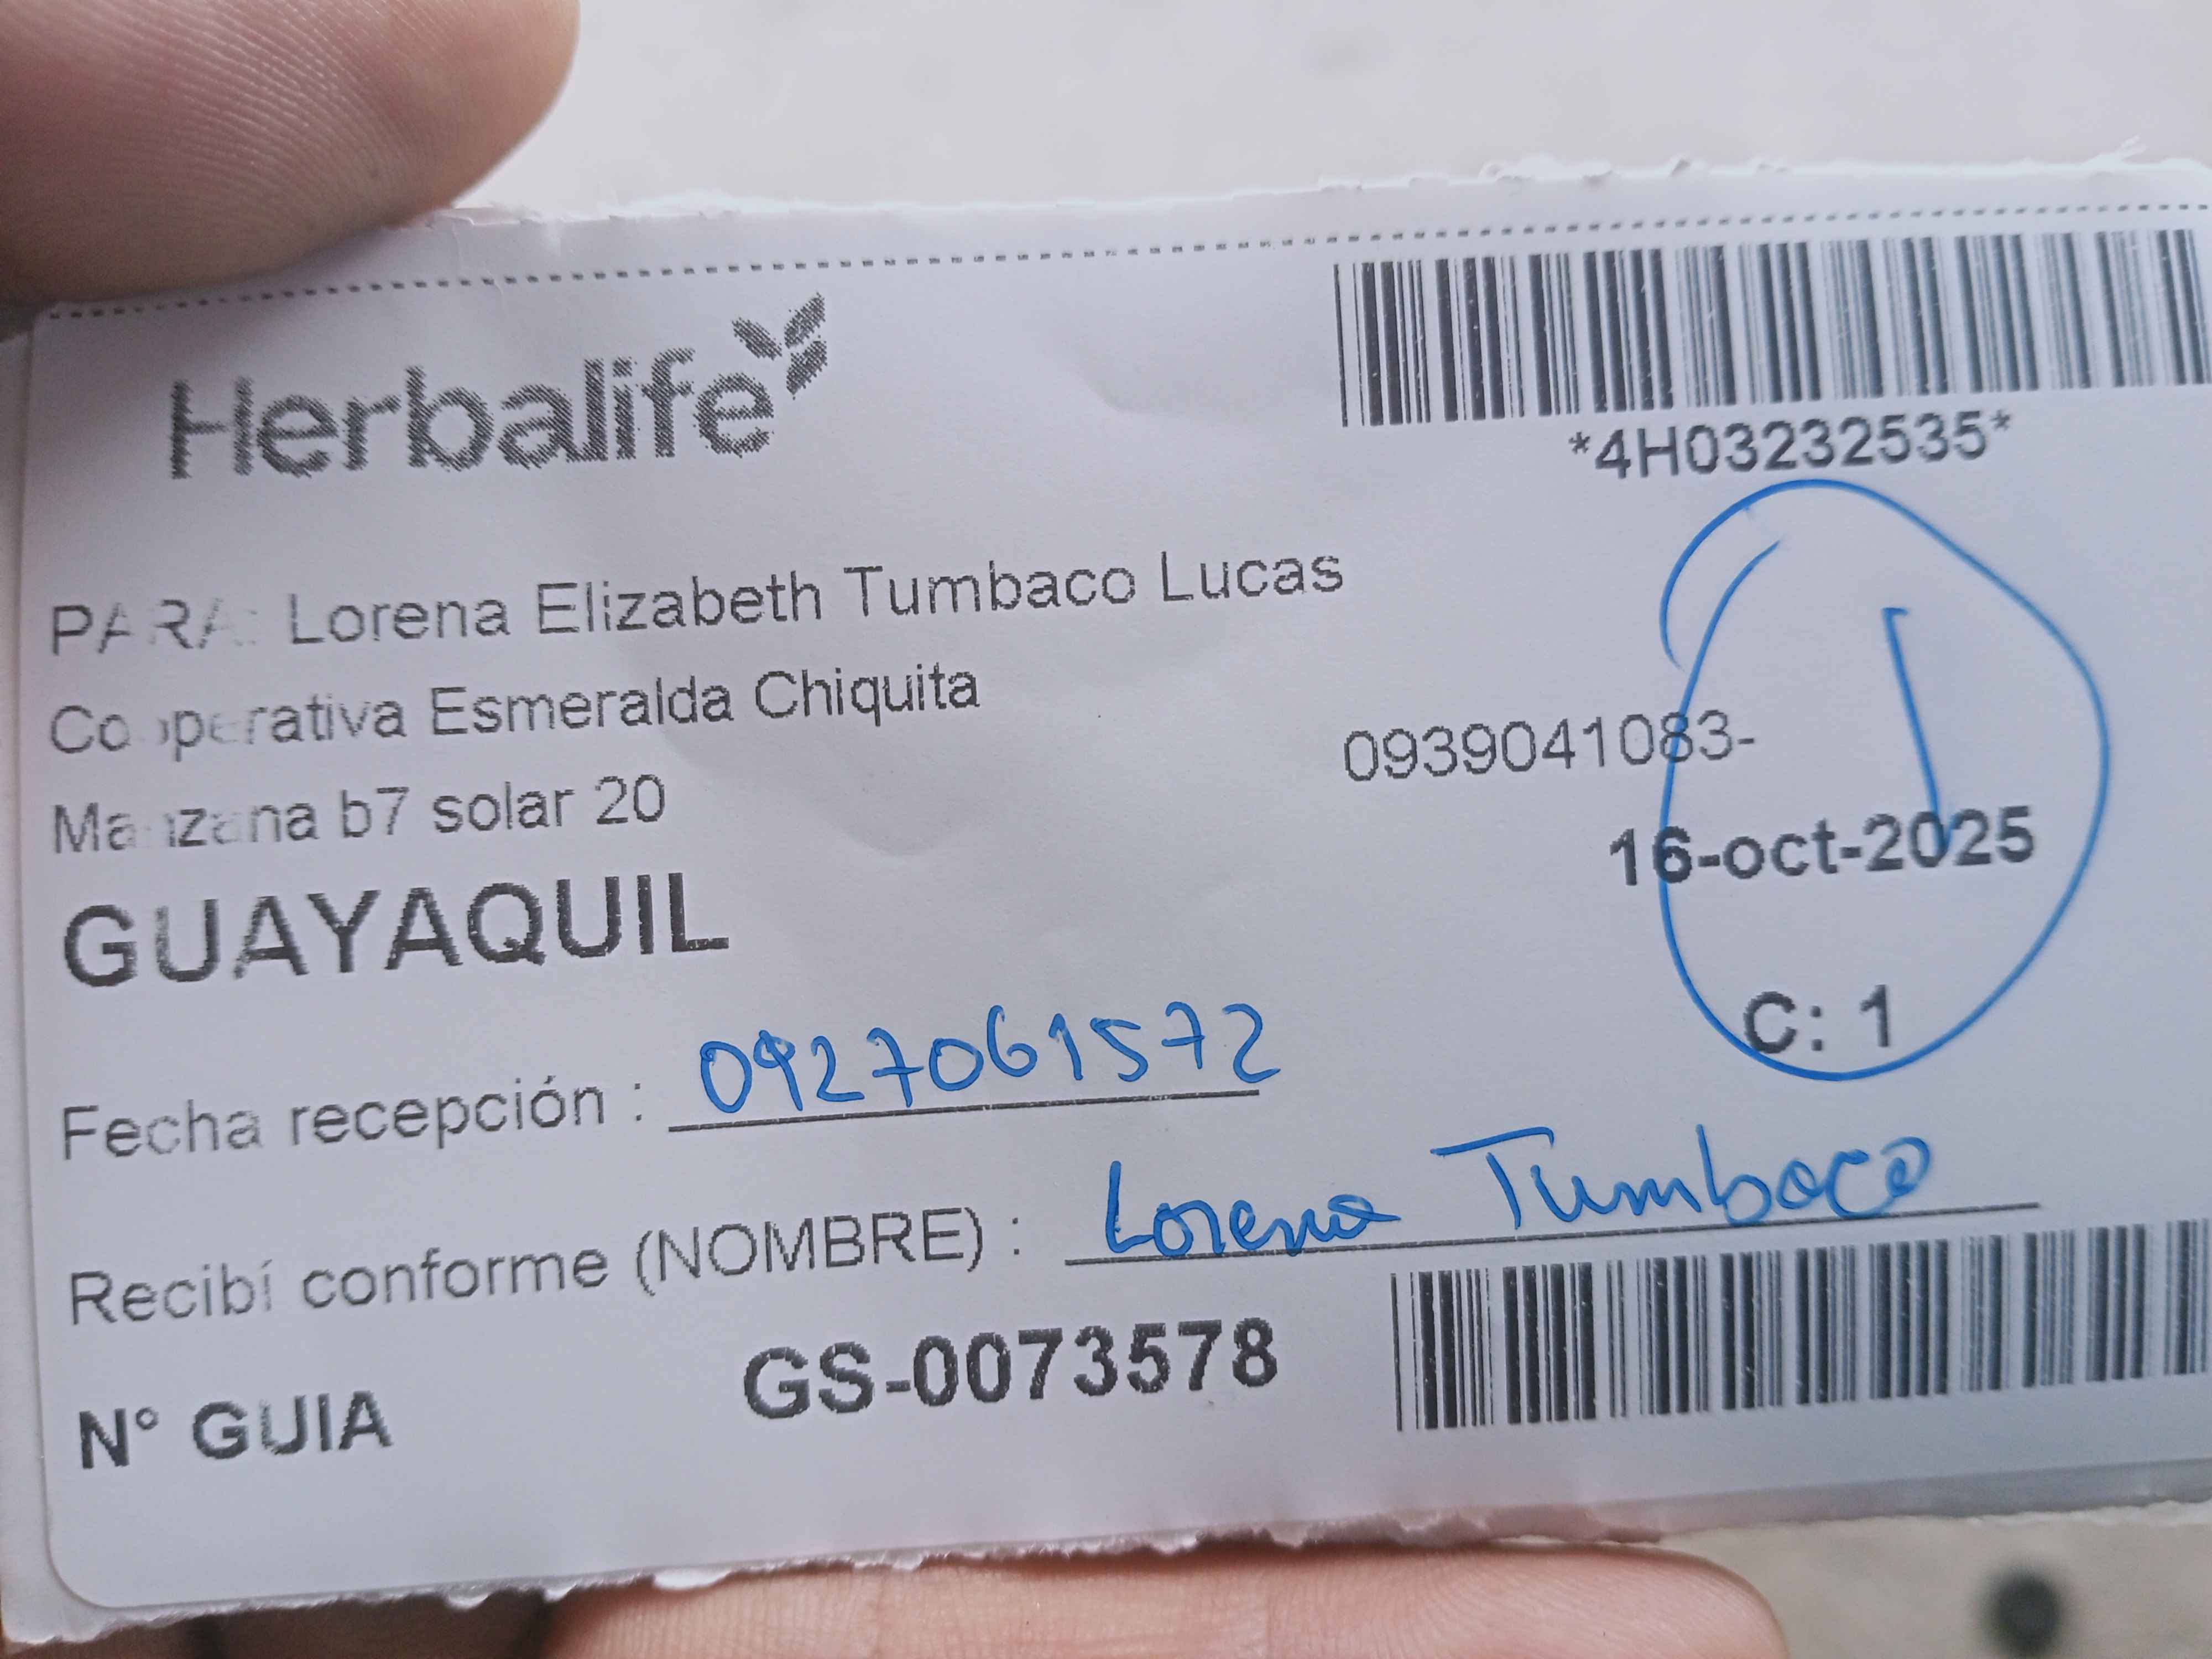 Herbalife
*4H03232535*
PARA: Lorena Elizabeth Tumbaco Lucas
Cooperativa Esmeralda Chiquita
0939041083-
Manzana b7 solar 20
16-oct-2025
GUAYAQUIL
C: 1
1
Fecha recepción : 0927061572
Recibí conforme (NOMBRE) : Lorena Tumbaco
N° GUIA GS-0073578